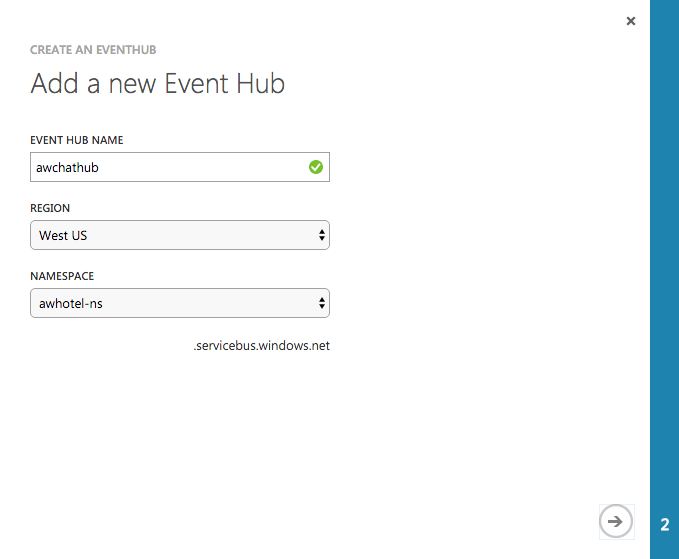 CREATE AN EVENTHUB
Add a new Event Hub
EVENT HUB NAME
awchathub
REGION
West US
NAMESPACE
awhotel-ns
.servicebus.windows.net
2